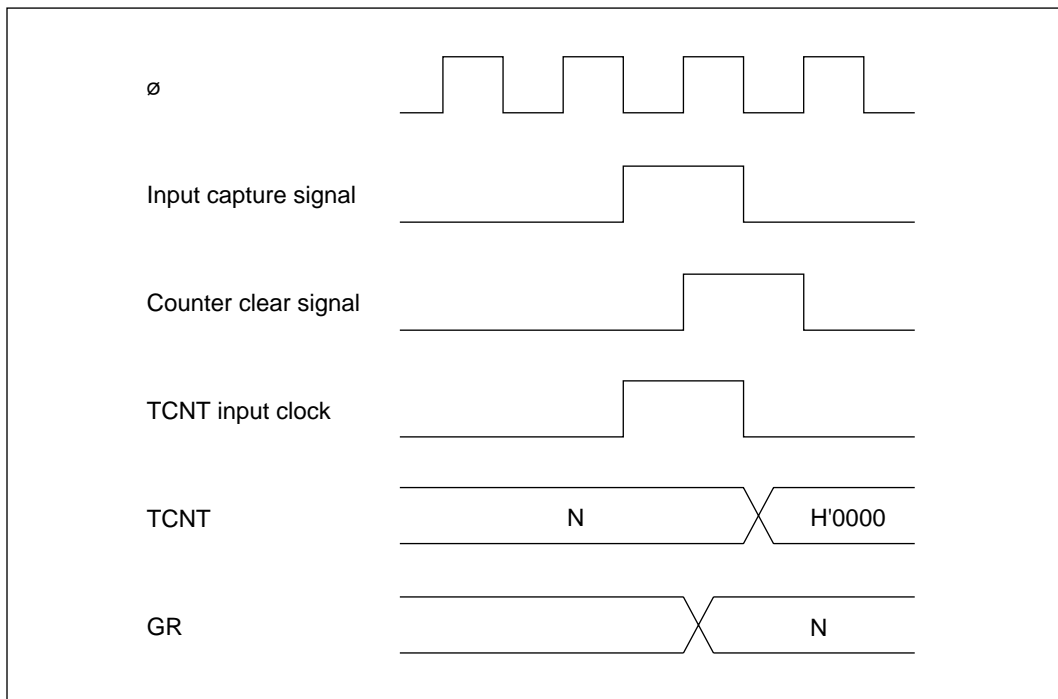 ø
Input capture signal
Counter clear signal
TCNT input clock
TCNT
N
H'0000
GR
N